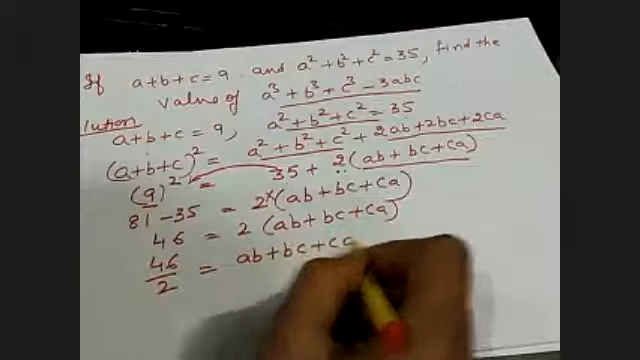 If a+b+c=9 and a²+b²+c²=35, find the
value of a³+b³+c³-3abc
lution
a+b+c=9, a²+b²+c²=35
(a+b+c)² = a²+b²+c² + 2ab+2bc+2ca
(9)² = 35 + 2(ab+bc+ca)
81-35 = 2×(ab+bc+ca)
46 = 2(ab+bc+ca)
46/2 = ab+bc+ca